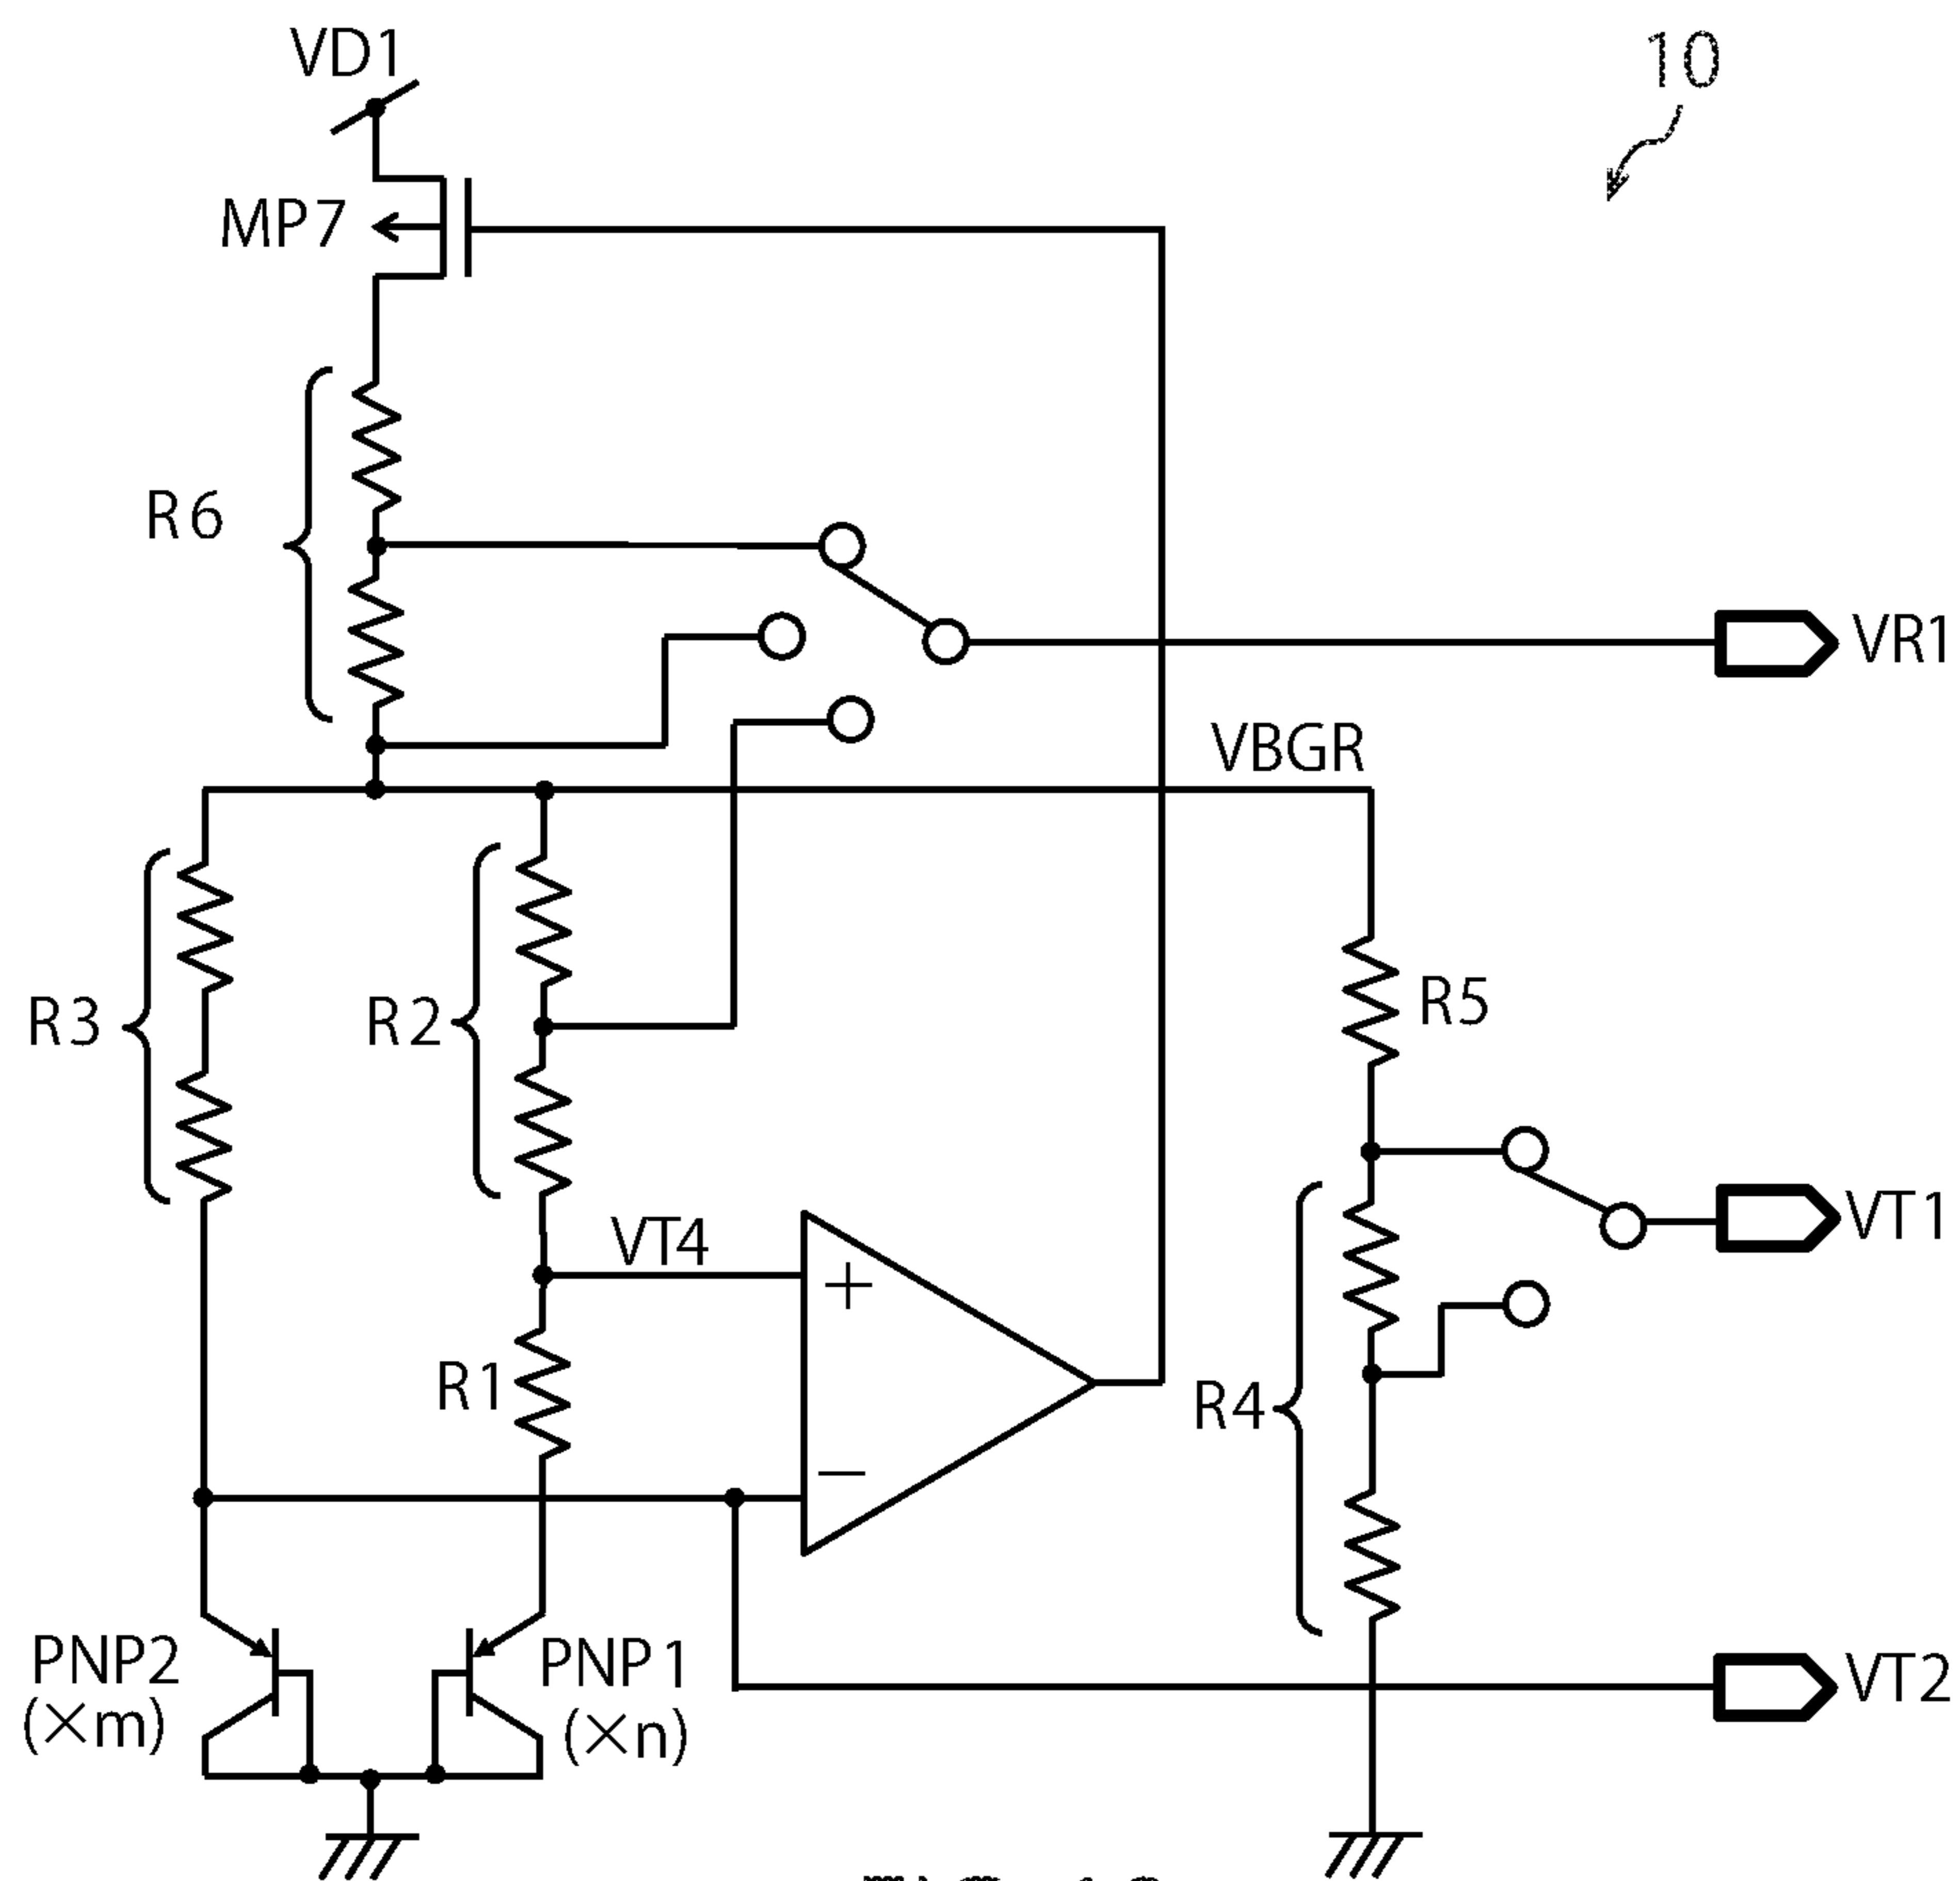 VD1
10
MP7
R6
VR1
VBGR
R3
R2
R5
VT4
+
VT1
R1
R4
−
PNP2
(×m)
PNP1
(×n)
VT2